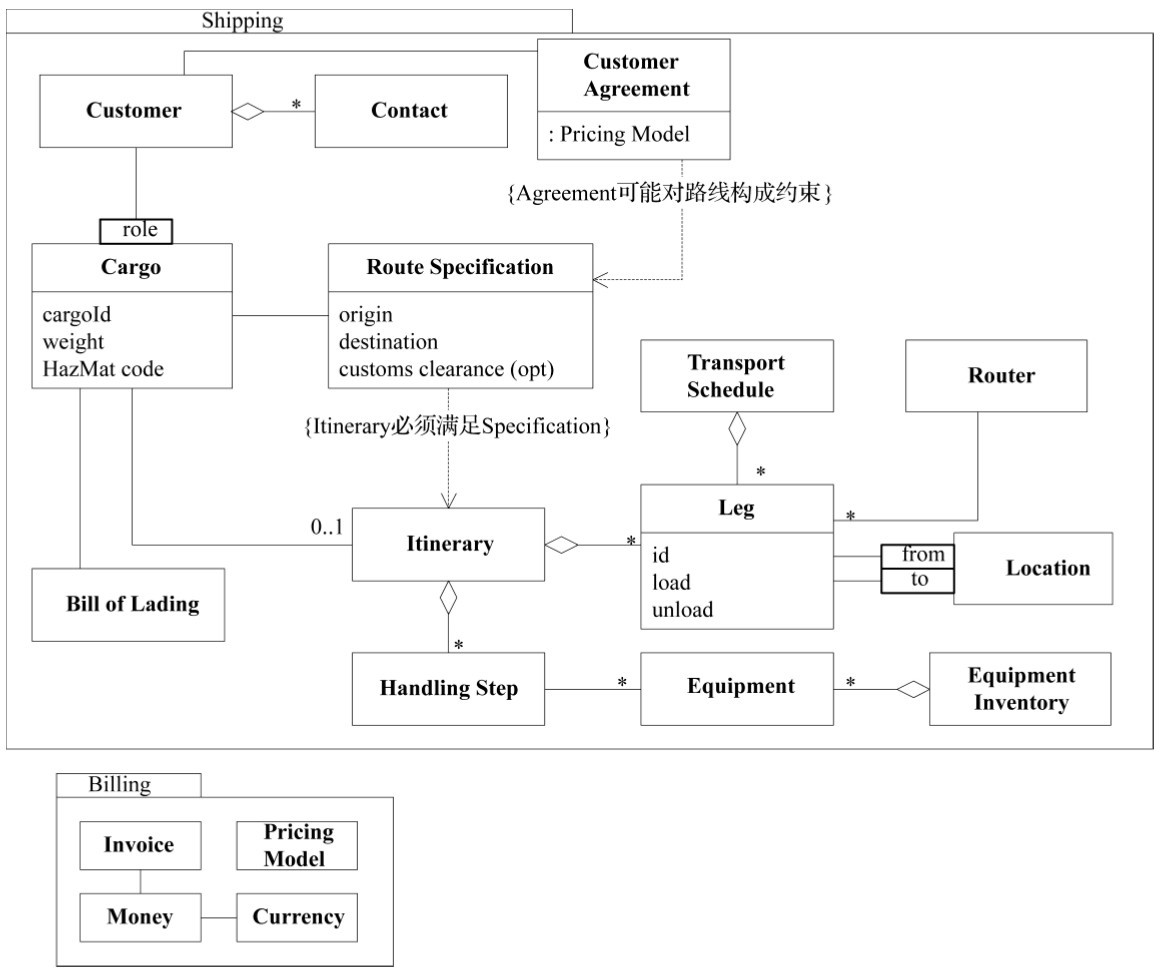 Shipping
Customer
Agreement
: Pricing Model
Customer
*
Contact
{Agreement可能对路线构成约束}
role
Cargo
cargoId
weight
HazMat code
Route Specification
origin
destination
customs clearance (opt)
Transport
Schedule
Router
{Itinerary必须满足Specification}
*
Leg
id
load
unload
*
0..1
Itinerary
*
from
to
Location
Bill of Lading
*
Handling Step
*
Equipment
*
Equipment
Inventory
Billing
Invoice
Pricing
Model
Money
Currency